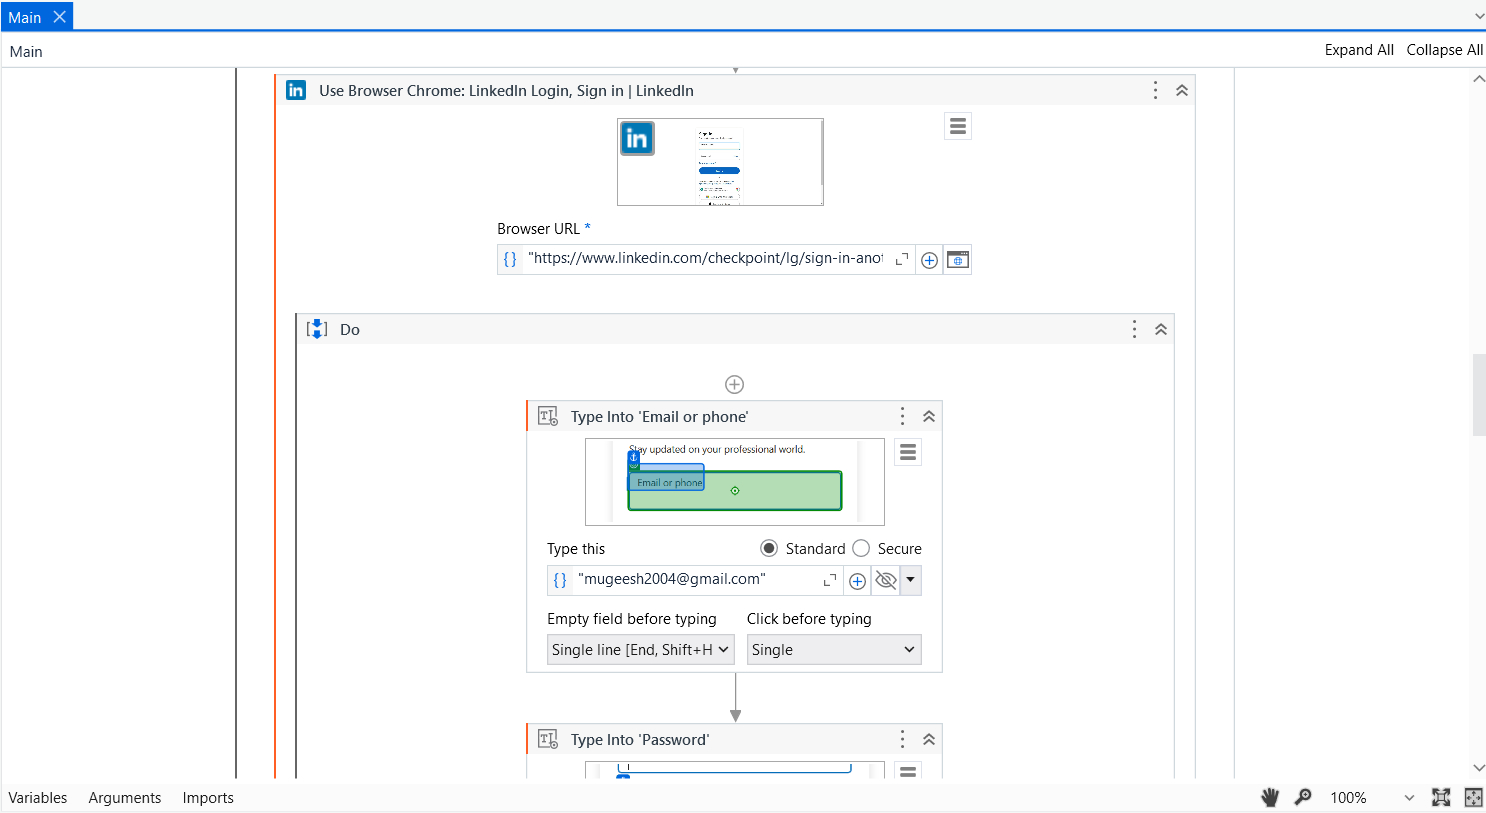 Main
Main
Expand All Collapse All
in Use Browser Chrome: LinkedIn Login, Sign in | LinkedIn
in
Browser URL *
{} "https://www.linkedin.com/checkpoint/lg/sign-in-anot
Do
Type Into 'Email or phone'
Stay updated on your professional world.
Email or phone
Type this Standard Secure
{} "mugeesh2004@gmail.com"
Empty field before typing Click before typing
Single line [End, Shift+H Single
Type Into 'Password'
Variables Arguments Imports 100%